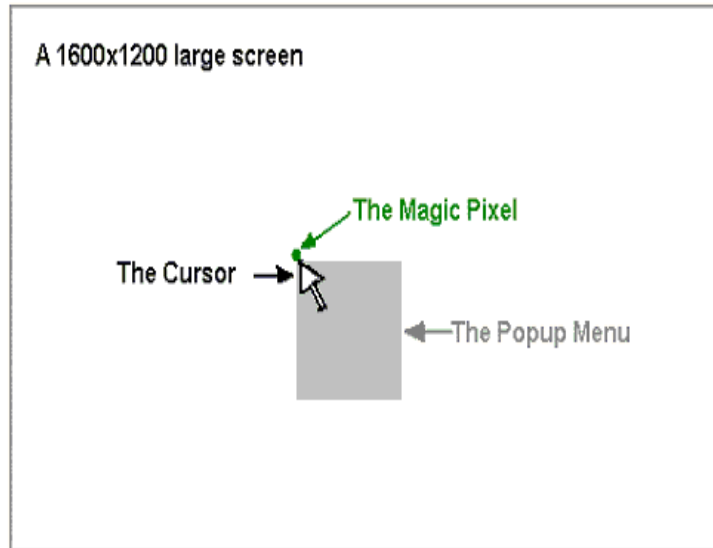 A 1600x1200 large screen
The Magic Pixel
The Cursor
The Popup Menu